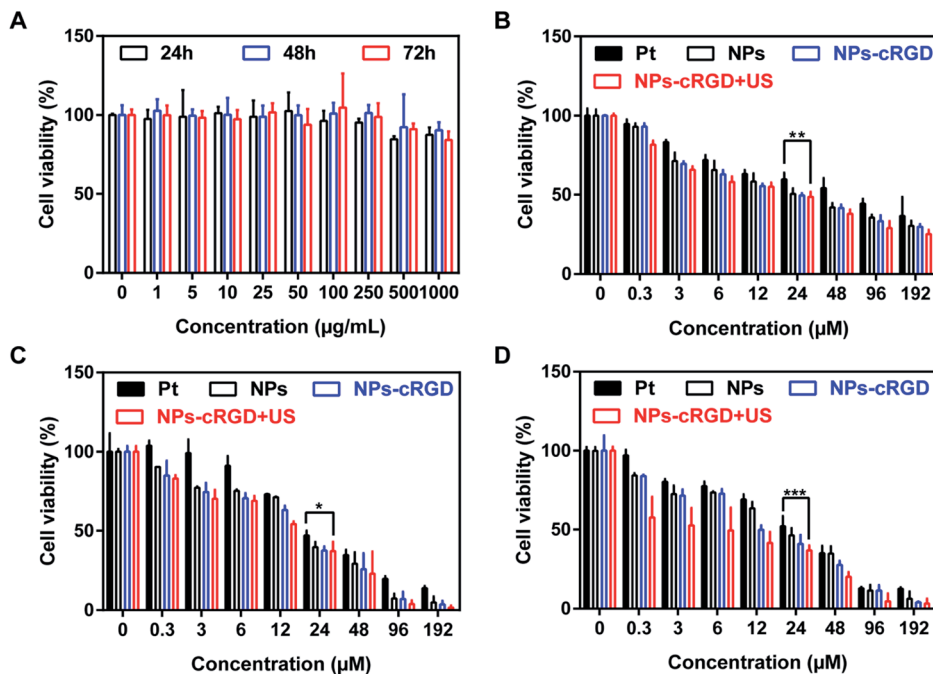 A
150
100
50
0
Cell viability (%)
24h 48h 72h
0 1 5 10 25 50 100 250 500 1000
Concentration (µg/mL)
B
150
100
50
0
Cell viability (%)
Pt NPs NPs-cRGD
NPs-cRGD+US
**
0 0.3 3 6 12 24 48 96 192
Concentration (µM)
C
150
100
50
0
Cell viability (%)
Pt NPs NPs-cRGD
NPs-cRGD+US
*
0 0.3 3 6 12 24 48 96 192
Concentration (µM)
D
150
100
50
0
Cell viability (%)
Pt NPs NPs-cRGD
NPs-cRGD+US
***
0 0.3 3 6 12 24 48 96 192
Concentration (µM)